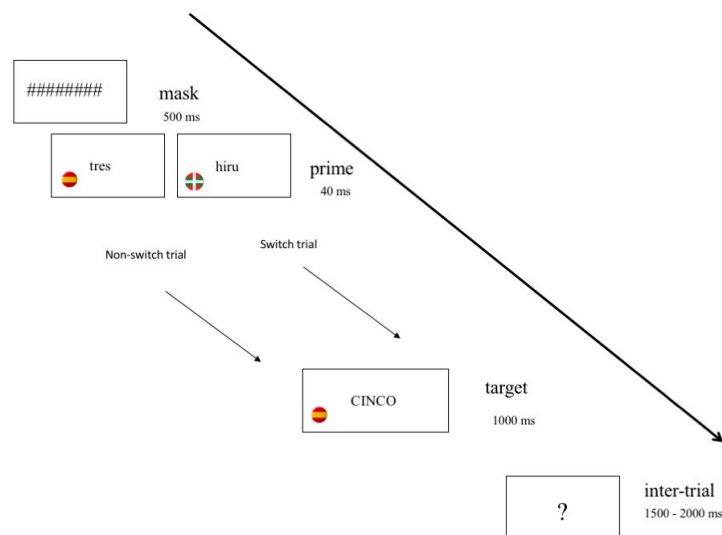 ########
mask
500 ms
tres
hiru
prime
40 ms
Non-switch trial
Switch trial
CINCO
target
1000 ms
?
inter-trial
1500 - 2000 ms